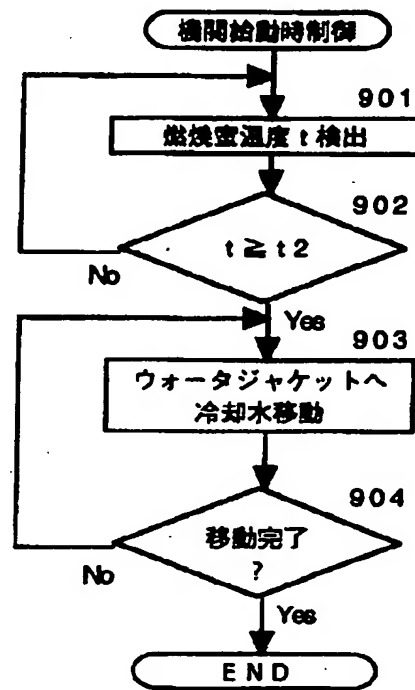 機関始動時制御
901
燃焼室温度t検出
902
t≧t2
No
Yes
903
ウォータジャケットへ
冷却水移動
904
移動完了
?
No
Yes
END